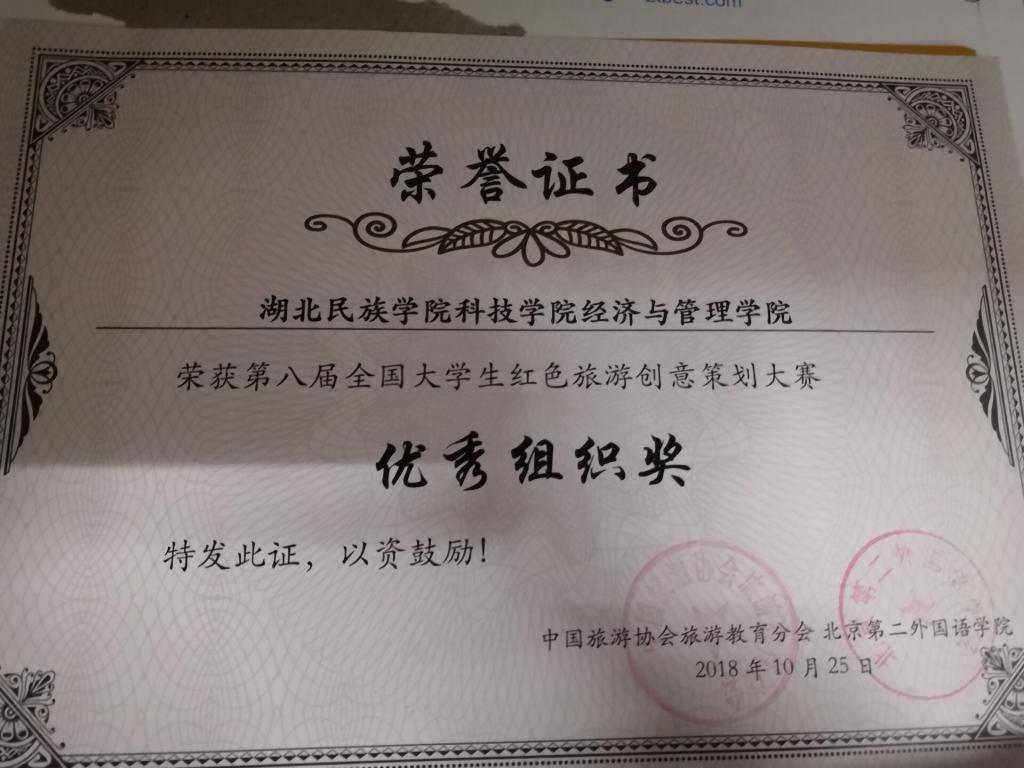 荣誉证书
湖北民族学院科技学院经济与管理学院
荣获第八届全国大学生红色旅游创意策划大赛
优秀组织奖
特发此证，以资鼓励！
中国旅游协会旅游教育分会 北京第二外国语学院
2018年10月25日